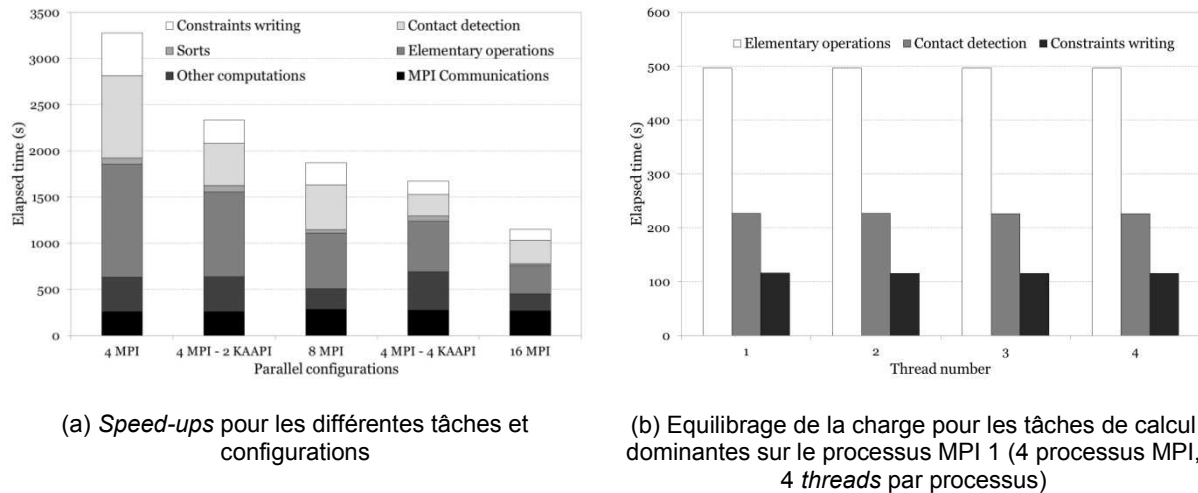 3500
3000
2500
2000
1500
1000
500
0
Elapsed time (s)
Constraints writing
Contact detection
Sorts
Elementary operations
Other computations
MPI Communications
4 MPI
4 MPI - 2 KAAPI
8 MPI
4 MPI - 4 KAAPI
16 MPI
Parallel configurations
(a) Speed-ups pour les différentes tâches et
configurations
600
500
400
300
200
100
0
Elapsed time (s)
Elementary operations
Contact detection
Constraints writing
1
2
3
4
Thread number
(b) Equilibrage de la charge pour les tâches de calcul
dominantes sur le processus MPI 1 (4 processus MPI,
4 threads par processus)